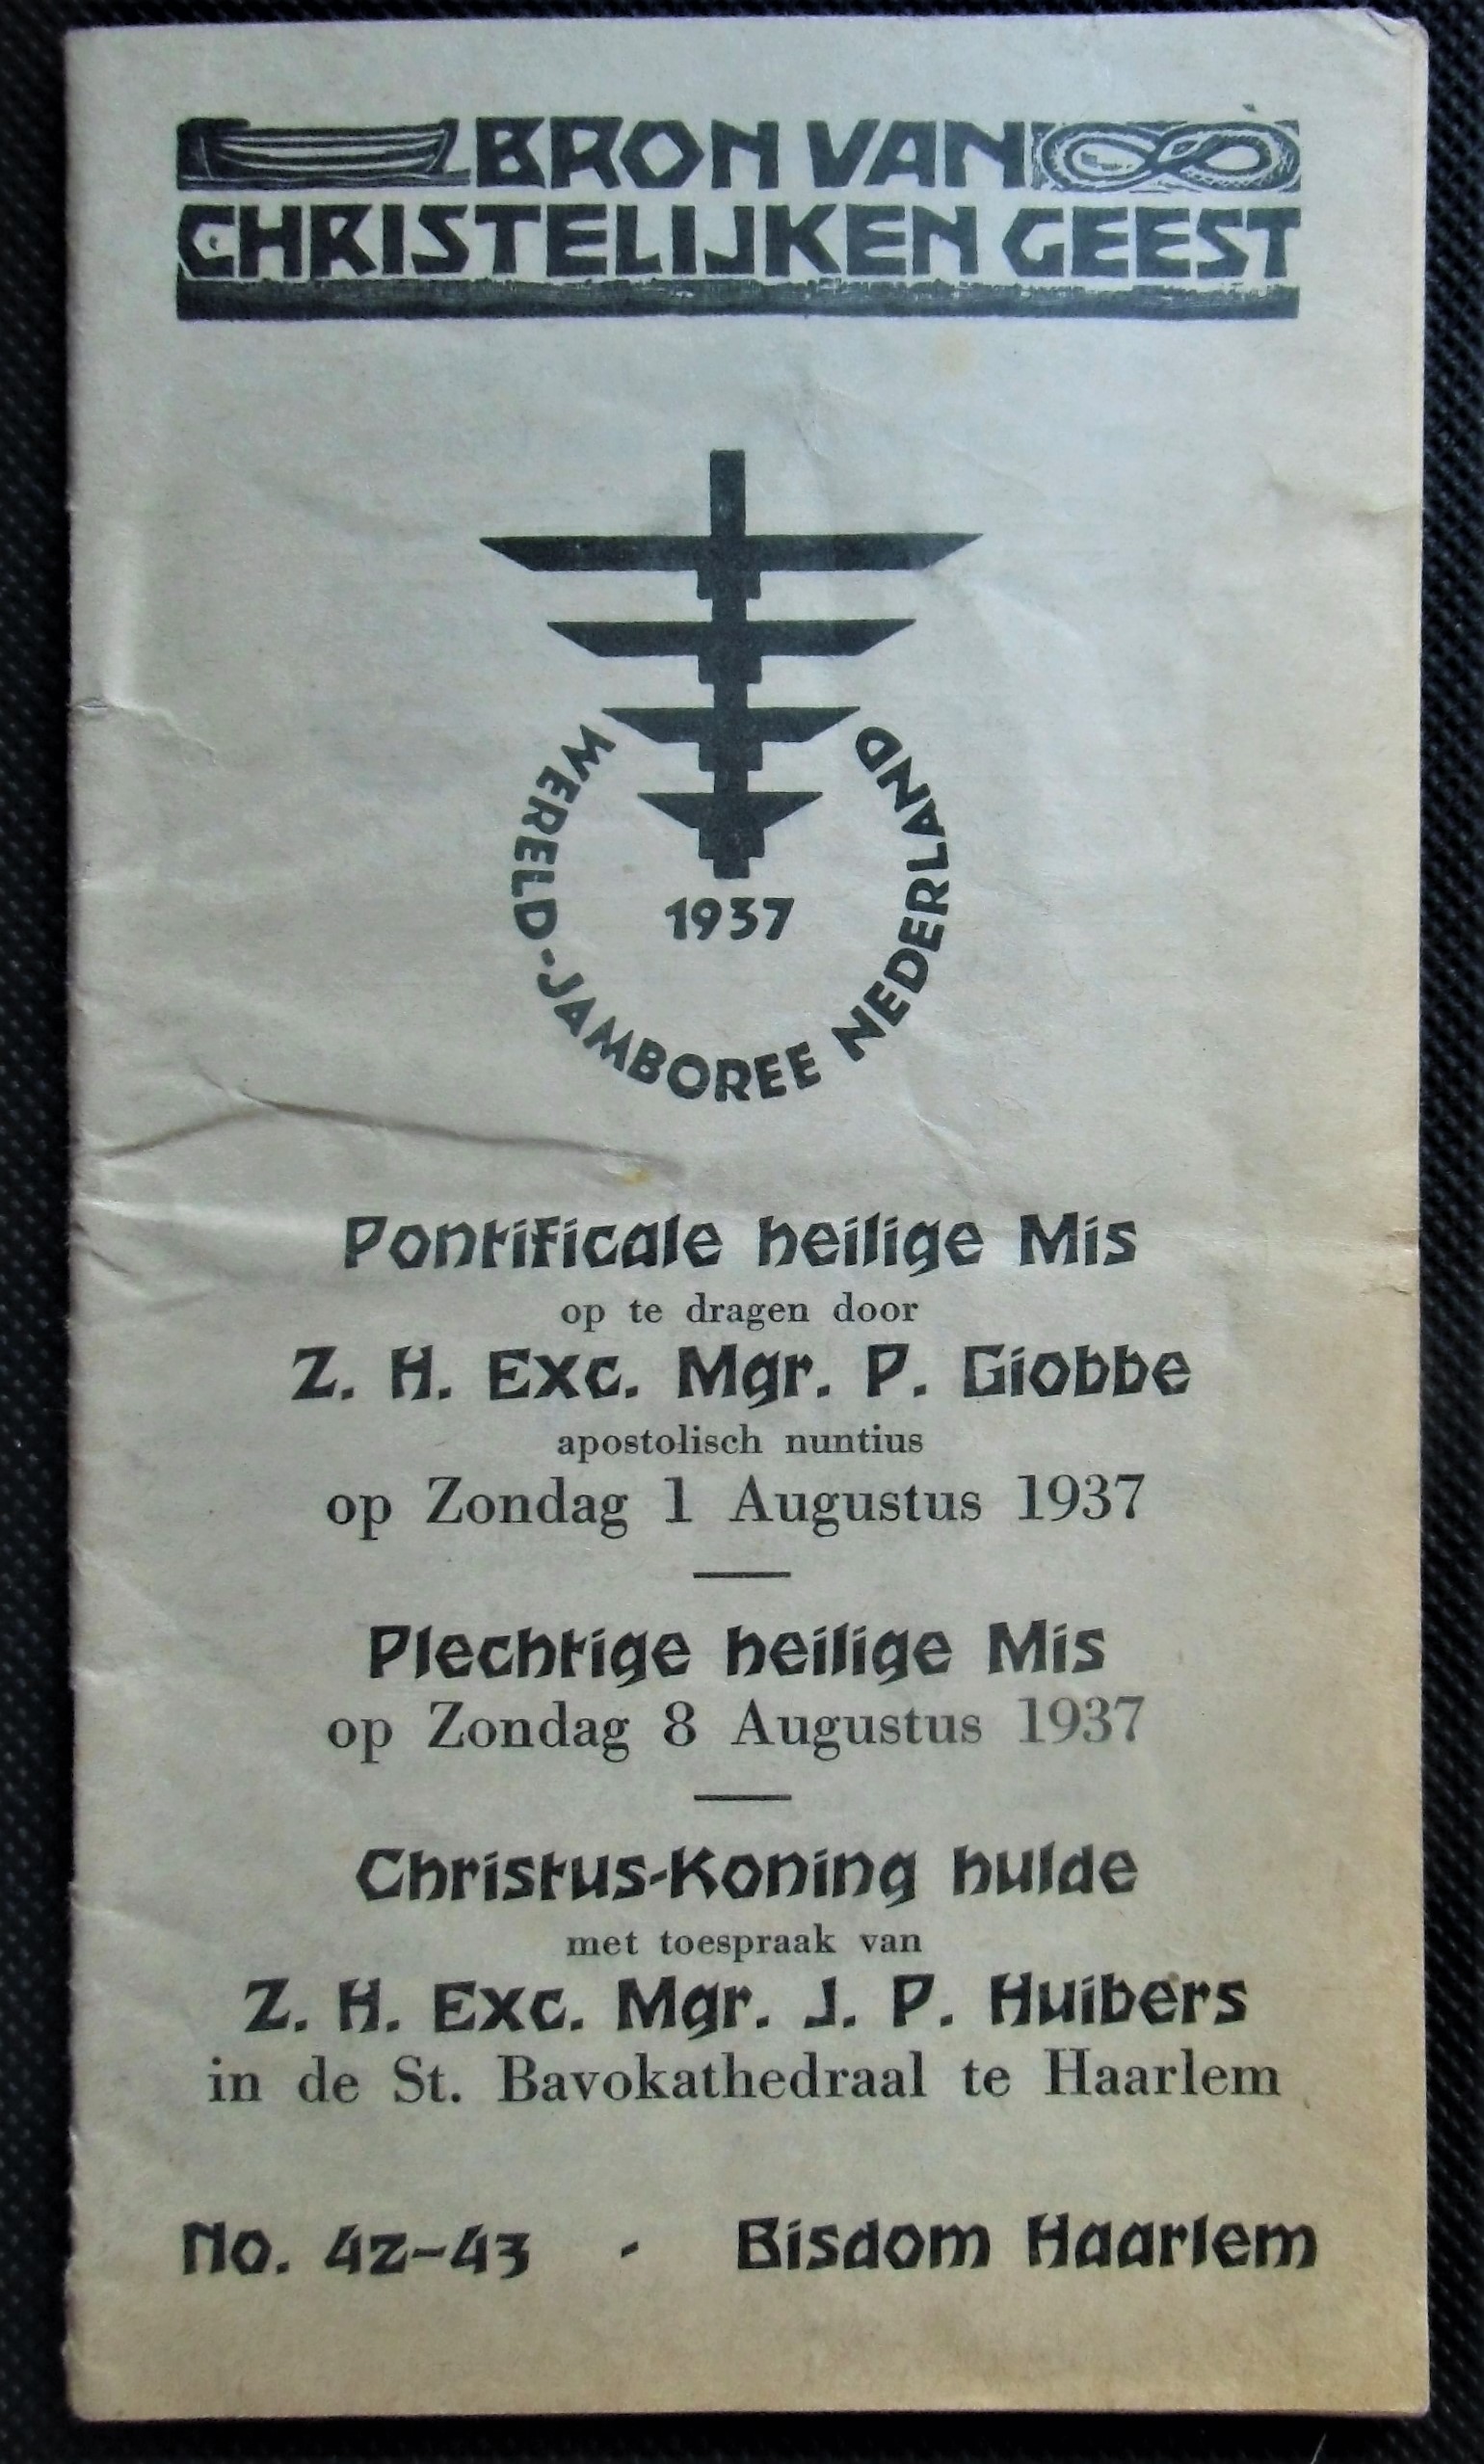 BRON VAN
CHRISTELIJKEN GEEST
1937
WERELD-JAMBOREE NEDERLAND
Pontificale heilige Mis
op te dragen door
Z. H. Exc. Mgr. P. Giobbe
apostolisch nuntius
op Zondag 1 Augustus 1937
Plechtige heilige Mis
op Zondag 8 Augustus 1937
Christus-Koning hulde
met toespraak van
Z. H. Exc. Mgr. J. P. Huibers
in de St. Bavokathedraal te Haarlem
No. 42-43 - Bisdom Haarlem